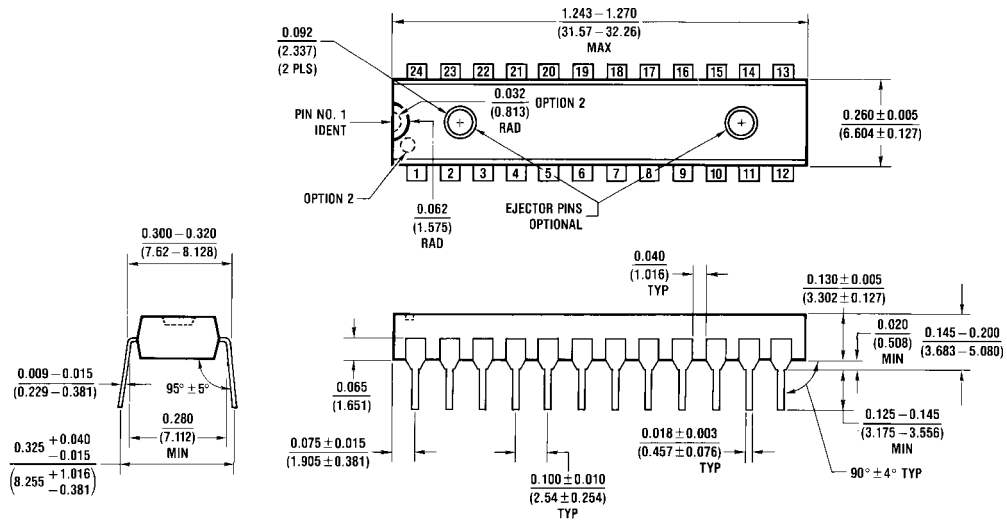 1.243 – 1.270
(31.57 – 32.26)
MAX
0.092
(2.337)
(2 PLS)
24 23 22 21 20 19 18 17 16 15 14 13
0.032
(0.813)
RAD
OPTION 2
PIN NO. 1
IDENT
0.260 ± 0.005
(6.604 ± 0.127)
1 2 3 4 5 6 7 8 9 10 11 12
OPTION 2
0.062
(1.575)
RAD
EJECTOR PINS
OPTIONAL
0.300 – 0.320
(7.62 – 8.128)
0.040
(1.016)
TYP
0.130 ± 0.005
(3.302 ± 0.127)
0.020
(0.508)
MIN
0.145 – 0.200
(3.683 – 5.080)
0.009 – 0.015
(0.229 – 0.381)
95° ± 5°
0.280
(7.112)
MIN
0.065
(1.651)
0.125 – 0.145
(3.175 – 3.556)
0.325 + 0.040
– 0.015
(8.255 + 1.016
– 0.381)
0.075 ± 0.015
(1.905 ± 0.381)
0.018 ± 0.003
(0.457 ± 0.076)
TYP
0.100 ± 0.010
(2.54 ± 0.254)
TYP
90° ± 4° TYP